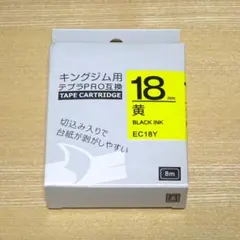 キングジム用
テプラPRO互換
TAPE CARTRIDGE
切込み入りで
台紙が剥がしやすい
18mm
黄
BLACK INK
EC18Y
8m